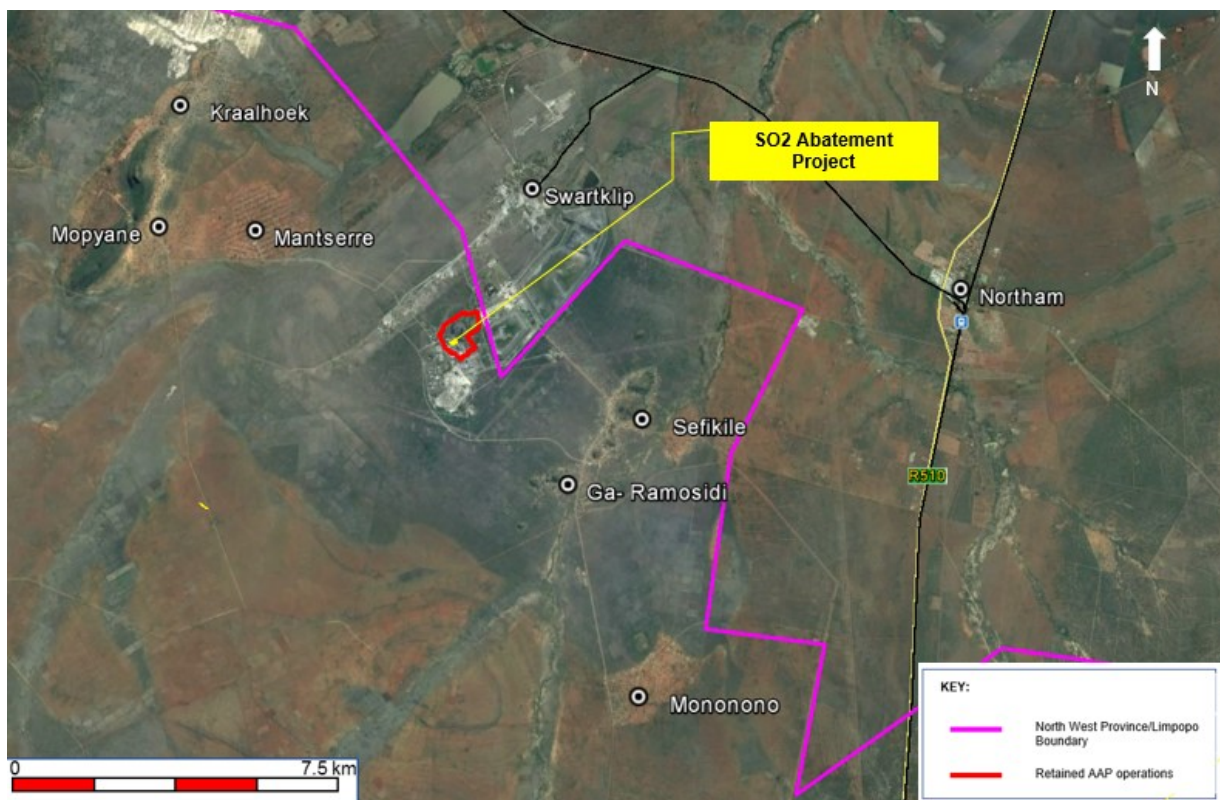 N
Kraalhoek
SO2 Abatement
Project
Swartklip
Mopyane
Mantserre
Northam
Sefikile
R510
Ga- Ramosidi
Mononono
KEY:
North West Province/Limpopo
Boundary
Retained AAP operations
0
7.5 km